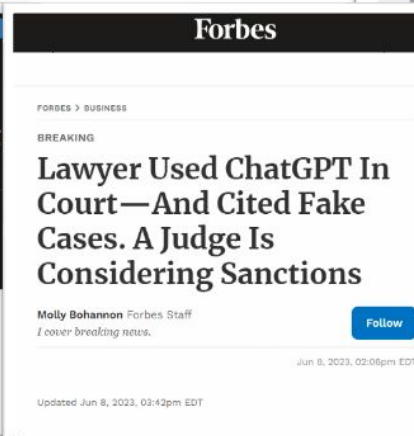 Forbes
FORBES > BUSINESS
BREAKING
Lawyer Used ChatGPT In
Court—And Cited Fake
Cases. A Judge Is
Considering Sanctions
Molly Bohannon Forbes Staff
I cover breaking news.
Follow
Jun 8, 2023, 02:06pm EDT
Updated Jun 8, 2023, 03:42pm EDT